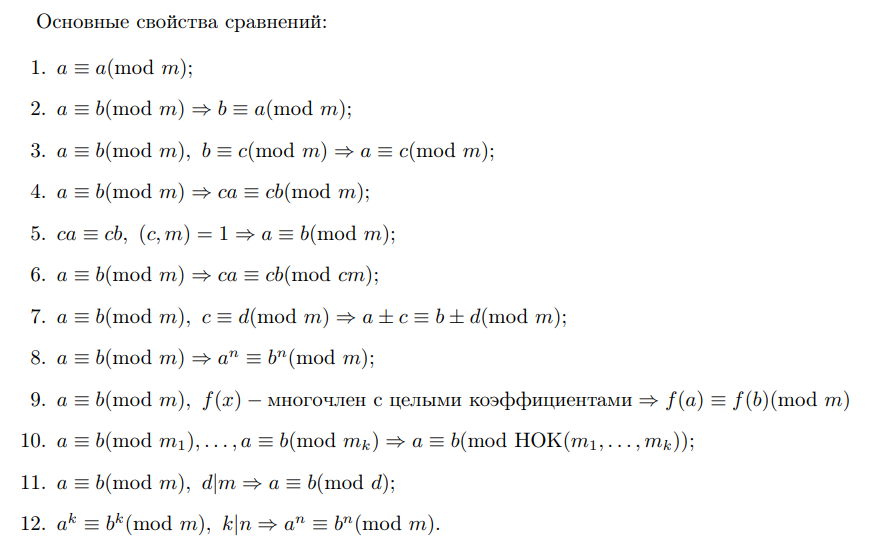 Основные свойства сравнений:
1. a ≡ a(mod m);
2. a ≡ b(mod m) ⇒ b ≡ a(mod m);
3. a ≡ b(mod m), b ≡ c(mod m) ⇒ a ≡ c(mod m);
4. a ≡ b(mod m) ⇒ ca ≡ cb(mod m);
5. ca ≡ cb, (c, m) = 1 ⇒ a ≡ b(mod m);
6. a ≡ b(mod m) ⇒ ca ≡ cb(mod cm);
7. a ≡ b(mod m), c ≡ d(mod m) ⇒ a ± c ≡ b ± d(mod m);
8. a ≡ b(mod m) ⇒ aⁿ ≡ bⁿ(mod m);
9. a ≡ b(mod m), f(x) − многочлен с целыми коэффициентами ⇒ f(a) ≡ f(b)(mod m)
10. a ≡ b(mod m₁), . . . , a ≡ b(mod mₖ) ⇒ a ≡ b(mod НОК(m₁, . . . , mₖ));
11. a ≡ b(mod m), d|m ⇒ a ≡ b(mod d);
12. aᵏ ≡ bᵏ(mod m), k|n ⇒ aⁿ ≡ bⁿ(mod m).